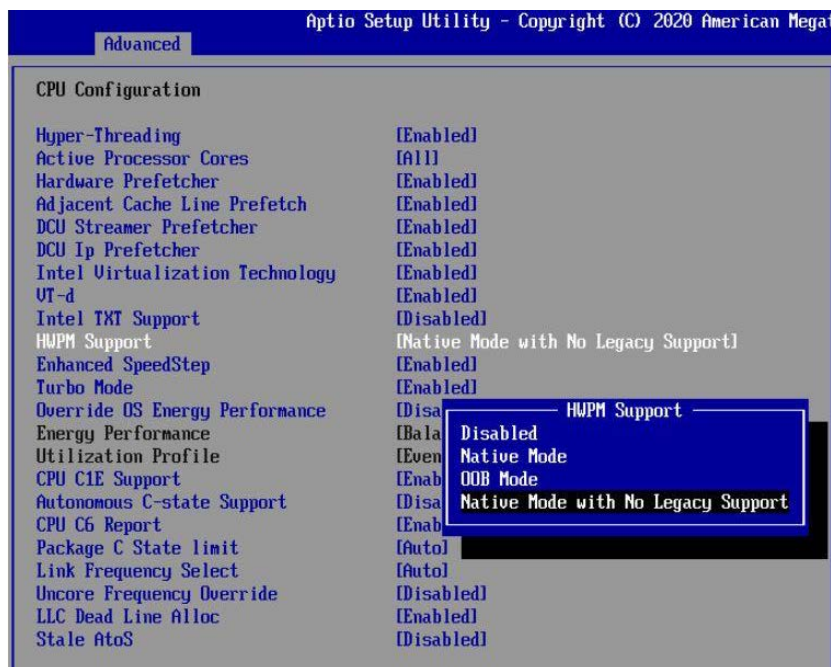 Aptio Setup Utility - Copyright (C) 2020 American
Advanced
CPU Configuration
Hyper-Threading [Enabled]
Active Processor Cores [All]
Hardware Prefetcher [Enabled]
Adjacent Cache Line Prefetch [Enabled]
DCU Streamer Prefetcher [Enabled]
DCU Ip Prefetcher [Enabled]
Intel Virtualization Technology [Enabled]
VT-d [Enabled]
Intel TXT Support [Disabled]
HWPM Support [Native Mode with No Legacy Support]
Enhanced SpeedStep [Enabled]
Turbo Mode [Enabled]
Override OS Energy Performance [Disa
Energy Performance [Bala
Utilization Profile [Even
CPU C1E Support [Enab
Autonomous C-state Support [Disa
CPU C6 Report [Enab
Package C State limit [Auto]
Link Frequency Select [Auto]
Uncore Frequency Override [Disabled]
LLC Dead Line Alloc [Enabled]
Stale AtoS [Disabled]
HWPM Support
Disabled
Native Mode
OOB Mode
Native Mode with No Legacy Support